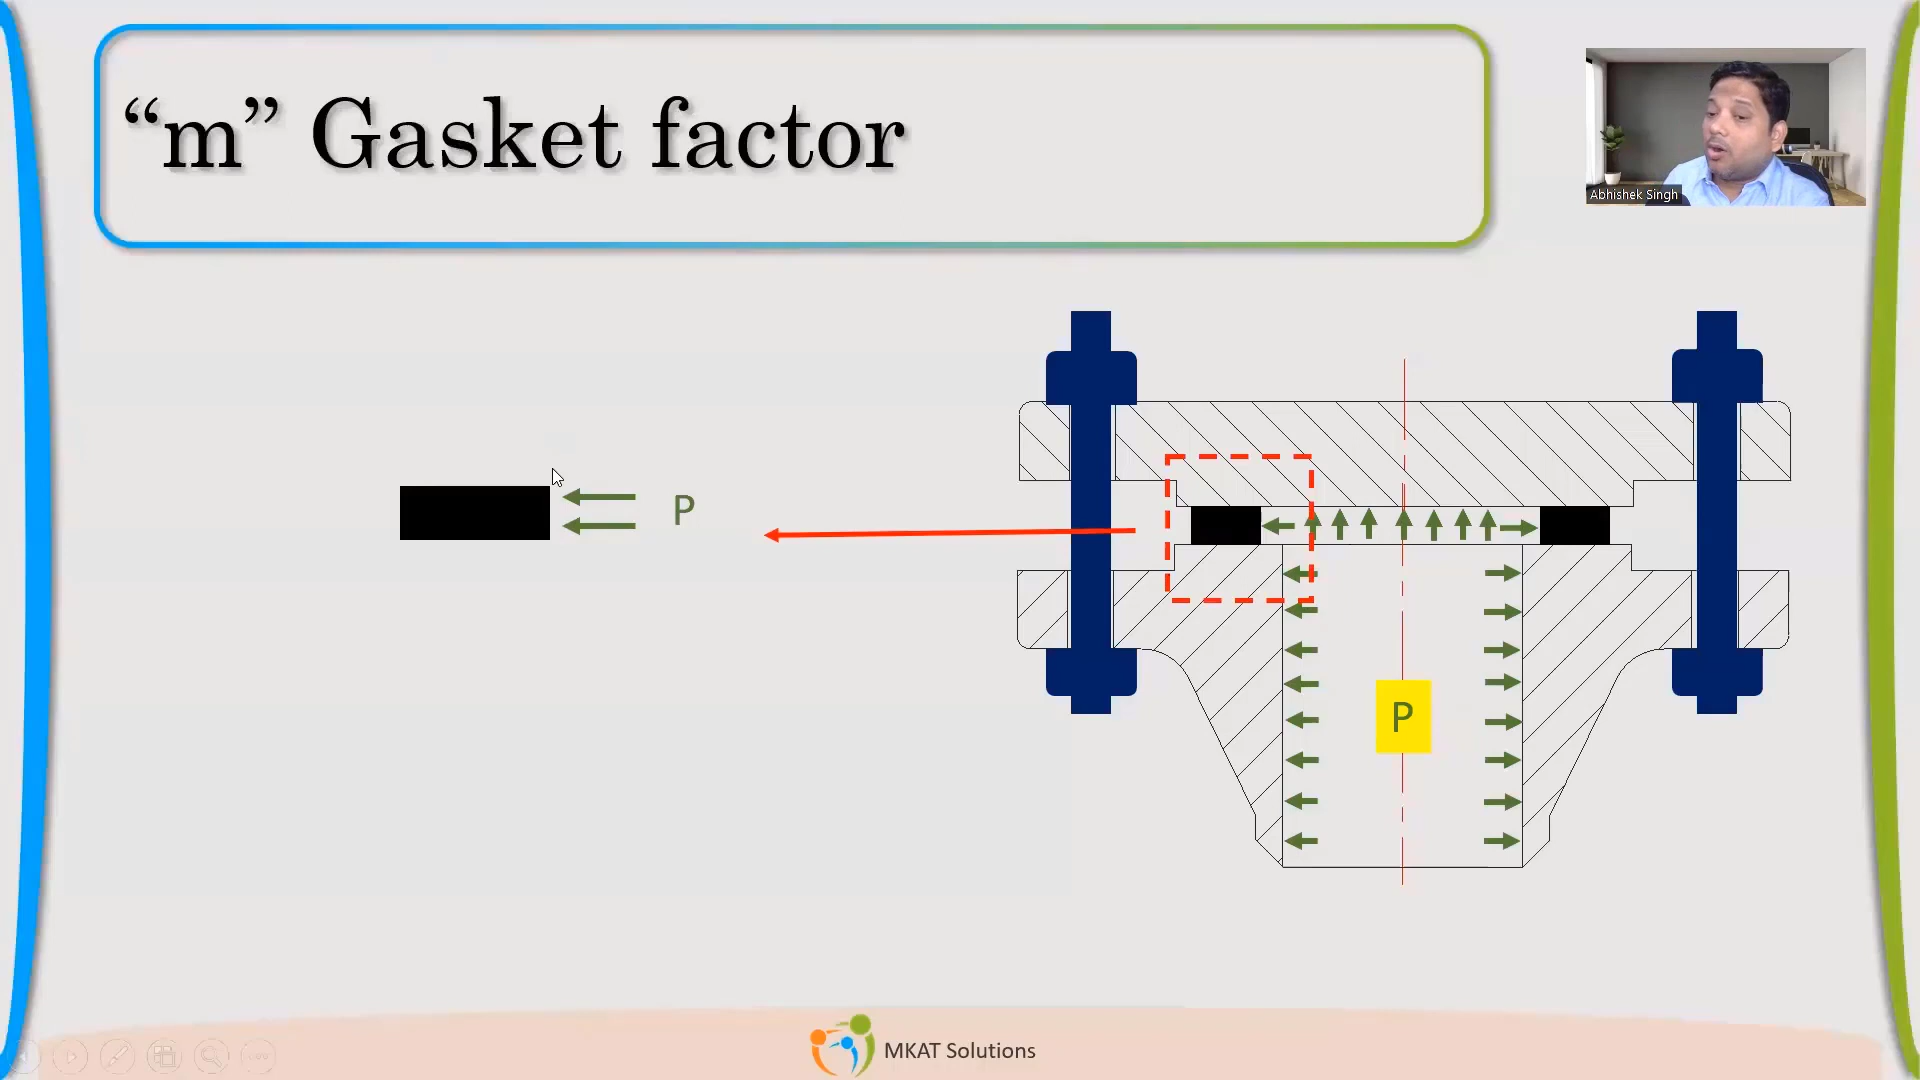 “m” Gasket factor
Abhishek Singh
P
P
MKAT Solutions